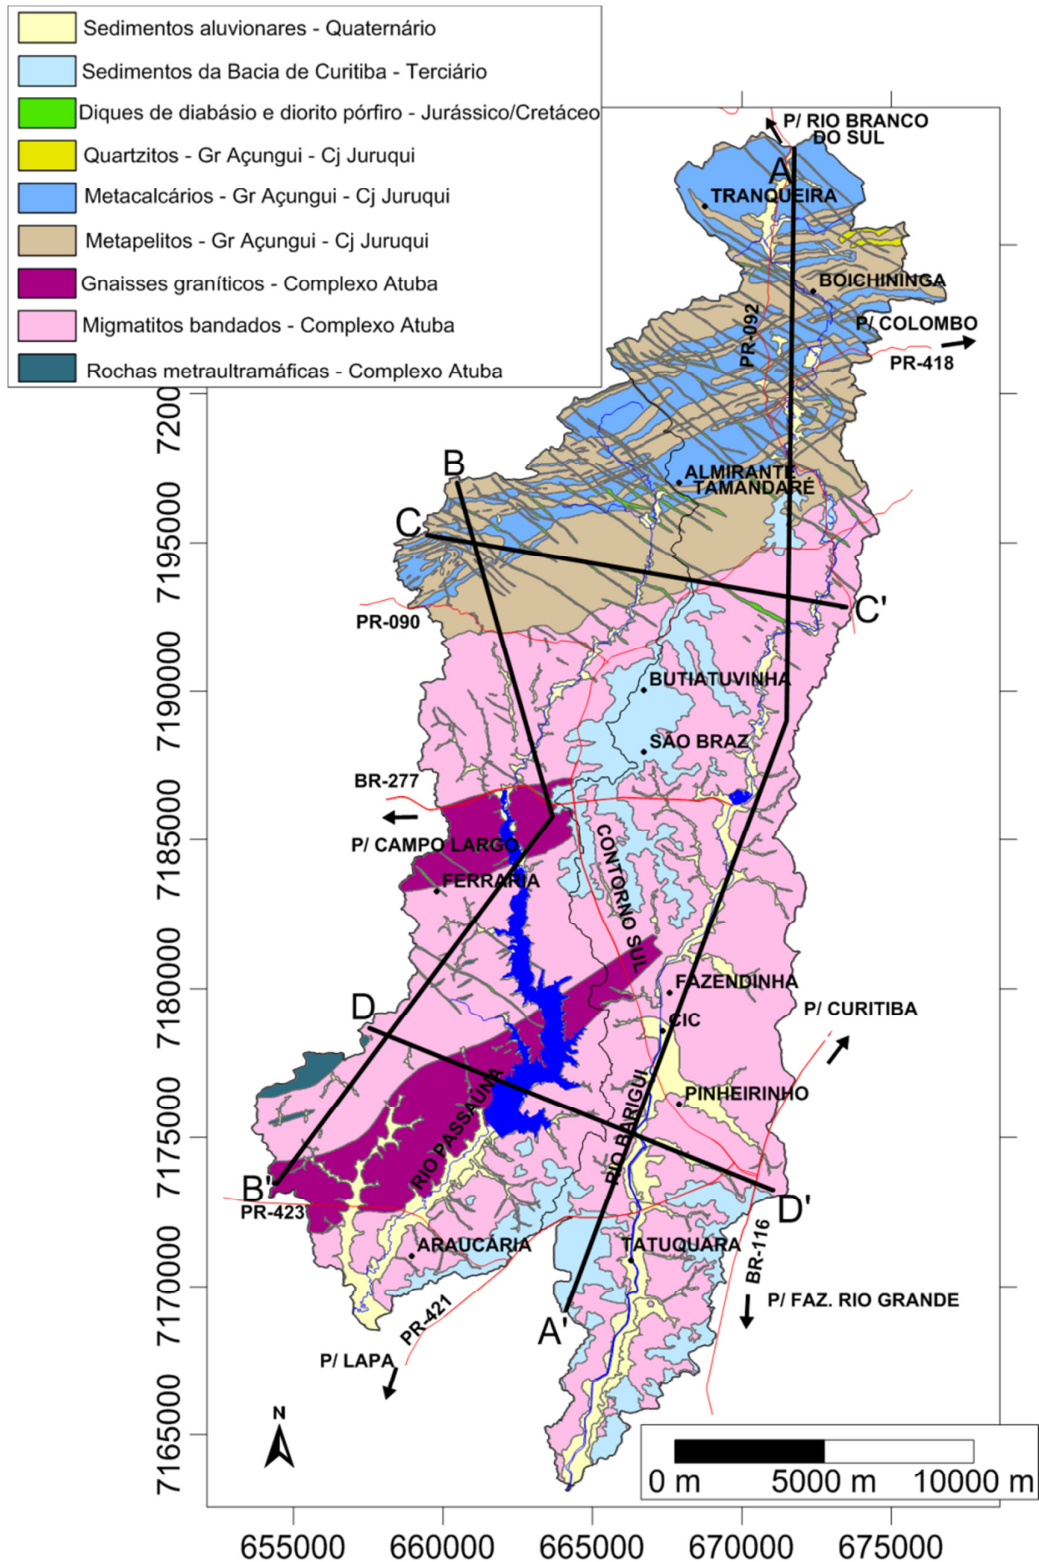 Sedimentos aluvionares - Quaternário
Sedimentos da Bacia de Curitiba - Terciário
Diques de diabásio e diorito pórfiro - Jurássico/Cretáceo
Quartzitos - Gr Açungui - Cj Juruqui
Metacalcários - Gr Açungui - Cj Juruqui
Metapelitos - Gr Açungui - Cj Juruqui
Gnaisses graníticos - Complexo Atuba
Migmatitos bandados - Complexo Atuba
Rochas metraultramáficas - Complexo Atuba
P/ RIO BRANCO
DO SUL
A
TRANQUEIRA
BOICHININGA
P/ COLOMBO
PR-092
PR-418
7200
ALMIRANTE
TAMANDARÉ
B
C
7195000
C'
PR-090
7190000
BUTIATUVINHA
SÃO BRAZ
BR-277
7185000
P/ CAMPO LARGO
CONTORNO SUL
FERRARIA
7180000
FAZENDINHA
D
CIC
P/ CURITIBA
PINHEIRINHO
RIO PASSAÚNA
RIO BARIGUI
7175000
B'
PR-423
D'
ARAUCÁRIA
TATUQUARA
BR-116
7170000
PR-421
A'
P/ FAZ. RIO GRANDE
P/ LAPA
7165000
N
0 m 5000 m 10000 m
655000 660000 665000 670000 675000